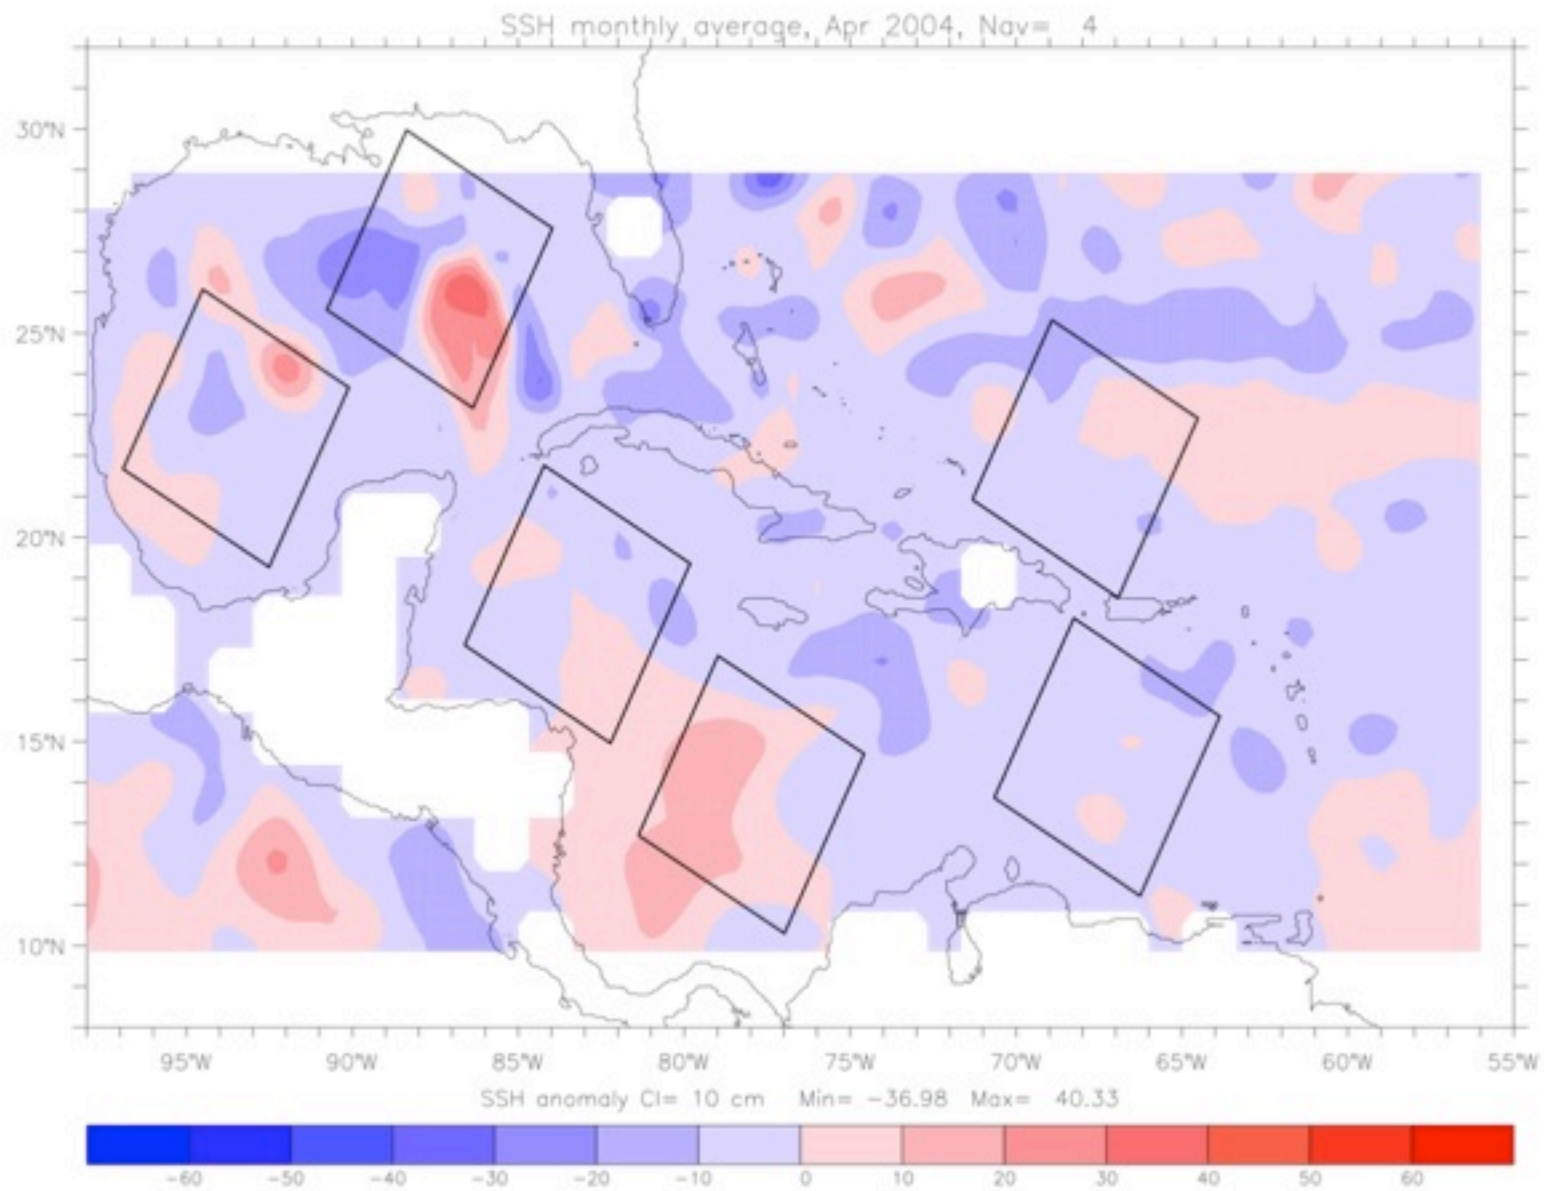 SSH monthly average, Apr 2004, Nav= 4
30°N
25°N
20°N
15°N
10°N
95°W 90°W 85°W 80°W 75°W 70°W 65°W 60°W 55°W
SSH anomaly CI= 10 cm Min= -36.98 Max= 40.33
-60 -50 -40 -30 -20 -10 0 10 20 30 40 50 60